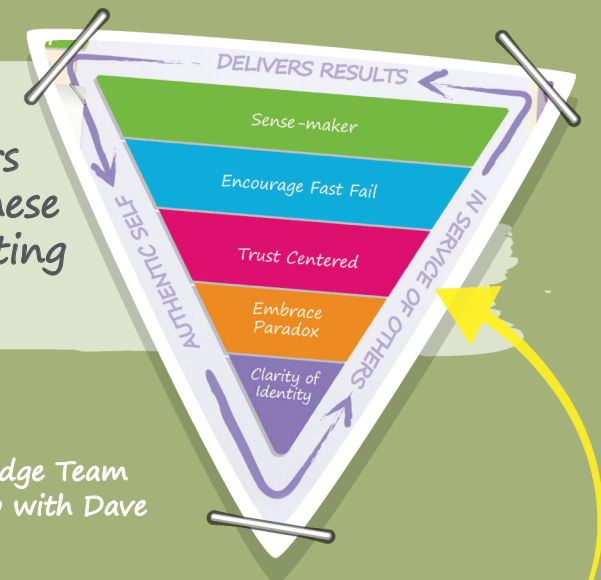 DELIVERS RESULTS
Sense-maker
Encourage Fast Fail
Trust Centered
Embrace
Paradox
Clarity of
Identity
AUTHENTIC SELF
IN SERVICE OF OTHERS
rs
hese
ting
dge Team
with Dave